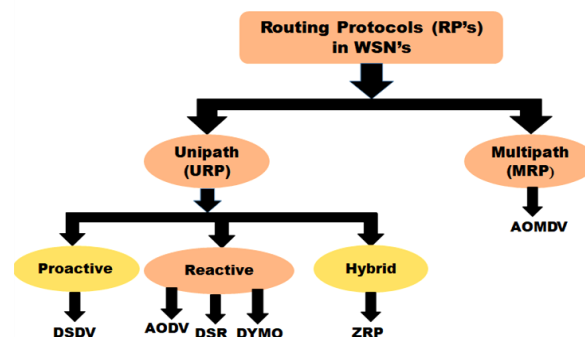 Routing Protocols (RP's)
in WSN's
Unipath
(URP)
Multipath
(MRP)
AOMDV
Proactive
Reactive
Hybrid
DSDV
AODV
DSR
DYMO
ZRP